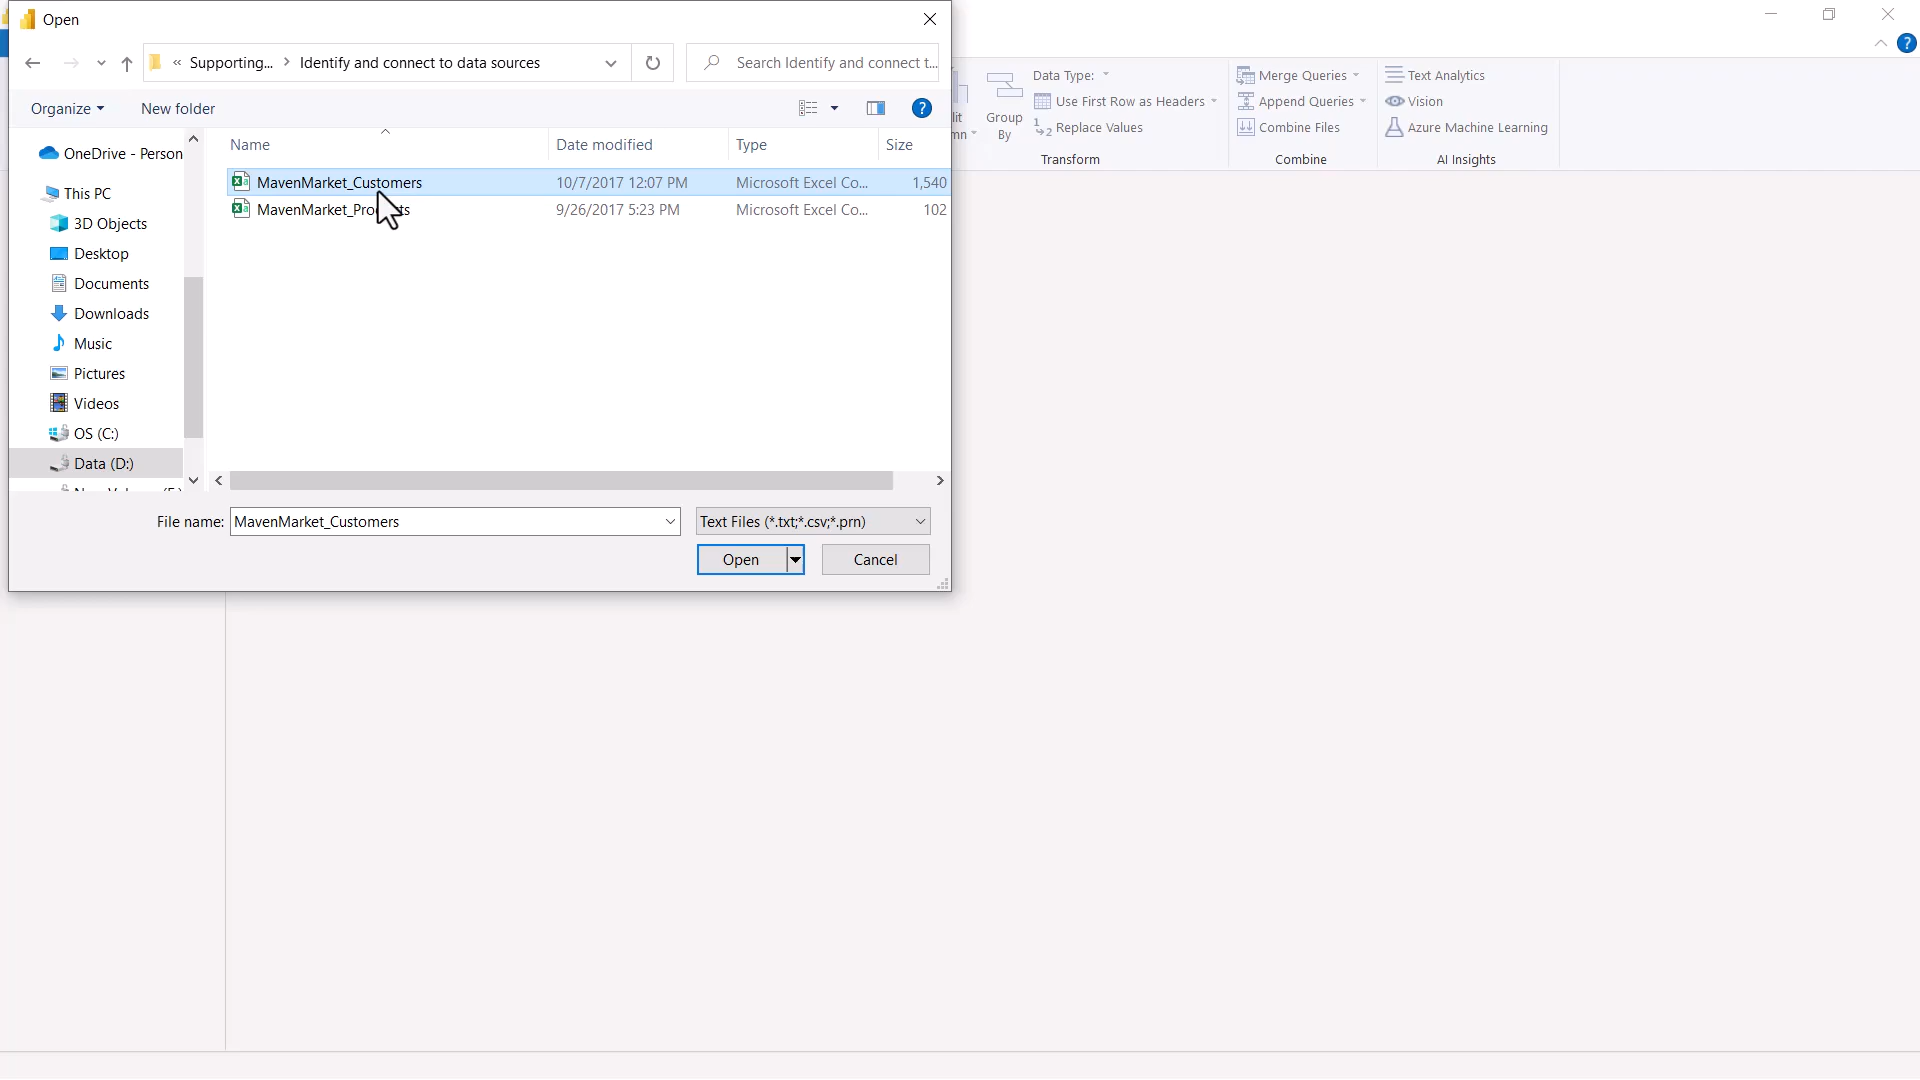 Open
« Supporting... > Identify and connect to data sources
Search Identify and connect t...
Organize
New folder
OneDrive - Person
This PC
3D Objects
Desktop
Documents
Downloads
Music
Pictures
Videos
OS (C:)
Data (D:)
Name Date modified Type Size
MavenMarket_Customers 10/7/2017 12:07 PM Microsoft Excel Co... 1,540
9/26/2017 5:23 PM Microsoft Excel Co... 102
File name: MavenMarket_Customers
Text Files (*.txt;*.csv;*.prn)
Open
Cancel
Group
By
Data Type:
Use First Row as Headers
Replace Values
Transform
Merge Queries
Append Queries
Combine Files
Combine
Text Analytics
Vision
Azure Machine Learning
AI Insights